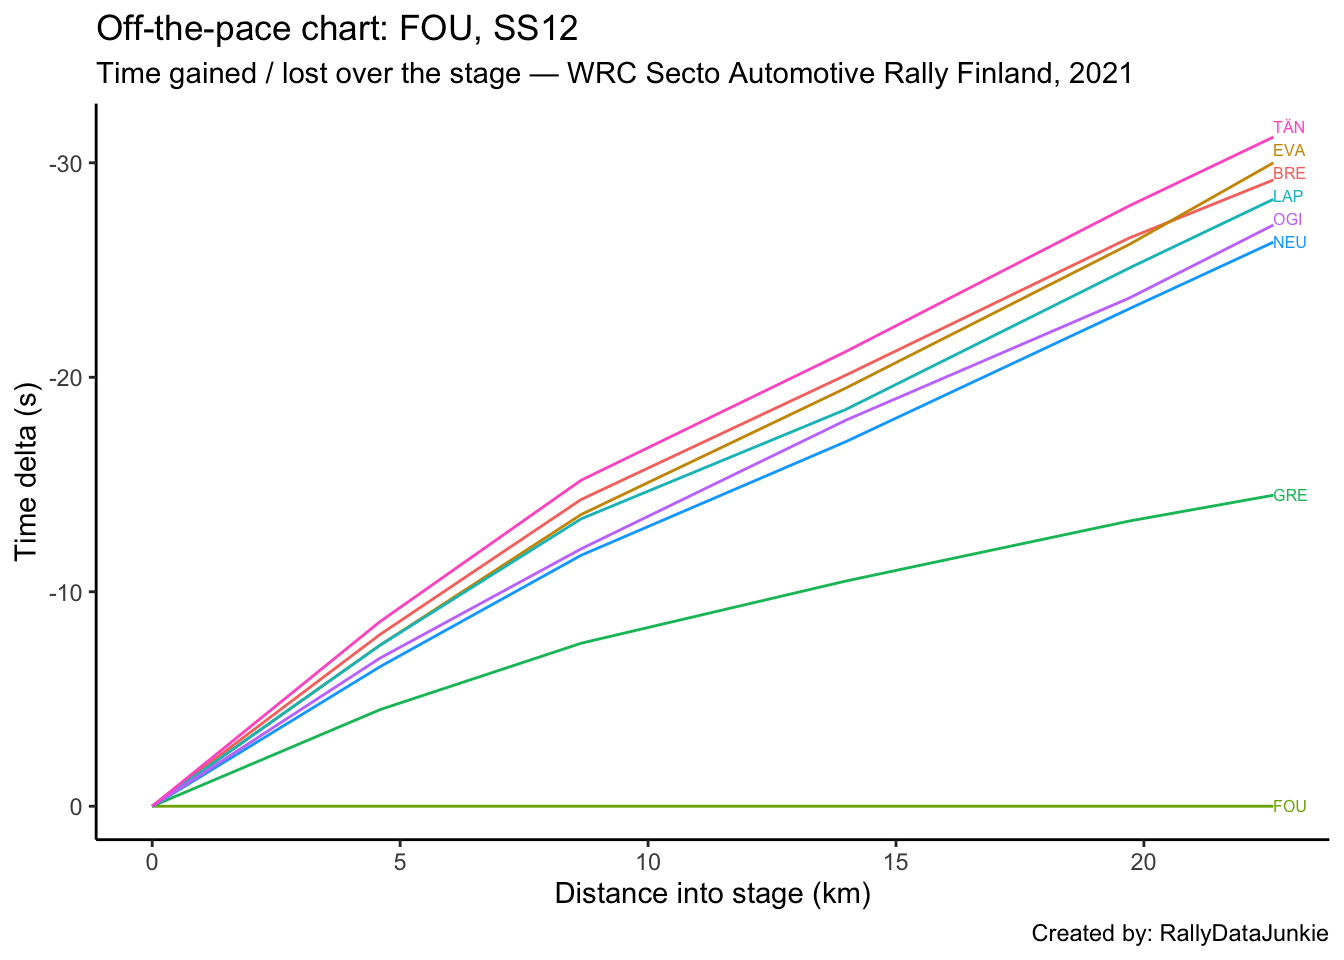 Off-the-pace chart: FOU, SS12
Time gained / lost over the stage — WRC Secto Automotive Rally Finland, 2021
Time delta (s)
-30
-20
-10
0
TÄN
EVA
BRE
LAP
OGI
NEU
GRE
FOU
0 5 10 15 20
Distance into stage (km)
Created by: RallyDataJunkie